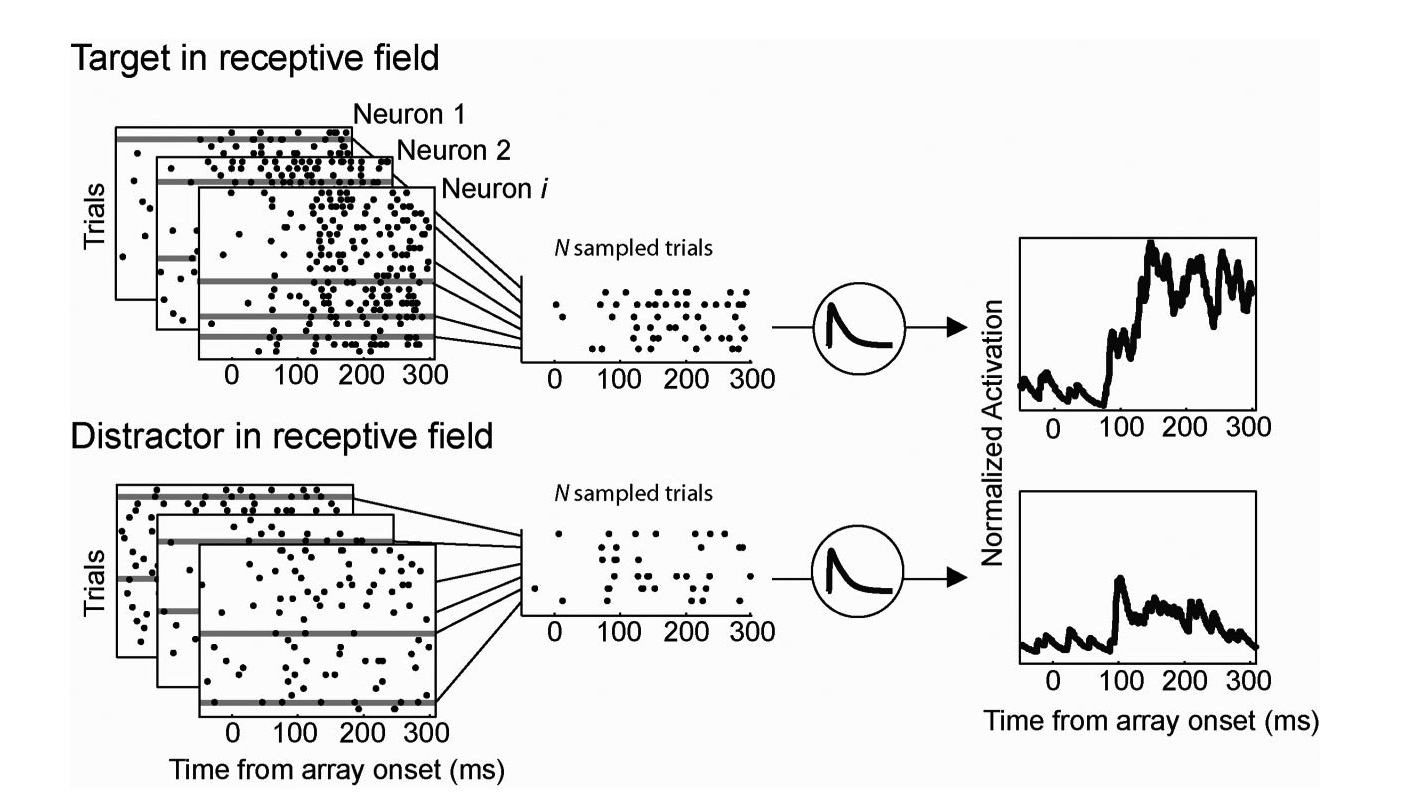 Target in receptive field
Neuron 1
Neuron 2
Neuron i
Trials
0 100 200 300
N sampled trials
0 100 200 300
Normalized Activation
0 100 200 300
Distractor in receptive field
Trials
0 100 200 300
Time from array onset (ms)
N sampled trials
0 100 200 300
0 100 200 300
Time from array onset (ms)